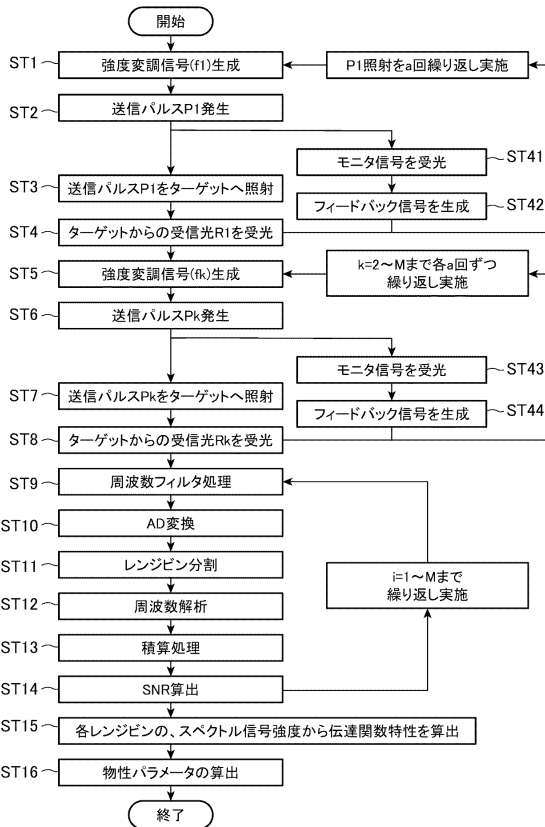 開始
ST1
強度変調信号(f1)生成
P1照射をa回繰り返し実施
ST2
送信パルスP1発生
モニタ信号を受光
ST41
ST3
送信パルスP1をターゲットへ照射
フィードバック信号を生成
ST42
ST4
ターゲットからの受信光R1を受光
ST5
強度変調信号(fk)生成
k=2～Mまで各a回ずつ
繰り返し実施
ST6
送信パルスPk発生
モニタ信号を受光
ST43
ST7
送信パルスPkをターゲットへ照射
フィードバック信号を生成
ST44
ST8
ターゲットからの受信光Rkを受光
ST9
周波数フィルタ処理
ST10
AD変換
ST11
レンジビン分割
i=1～Mまで
繰り返し実施
ST12
周波数解析
ST13
積算処理
ST14
SNR算出
ST15
各レンジビンの、スペクトル信号強度から伝達関数特性を算出
ST16
物性パラメータの算出
終了